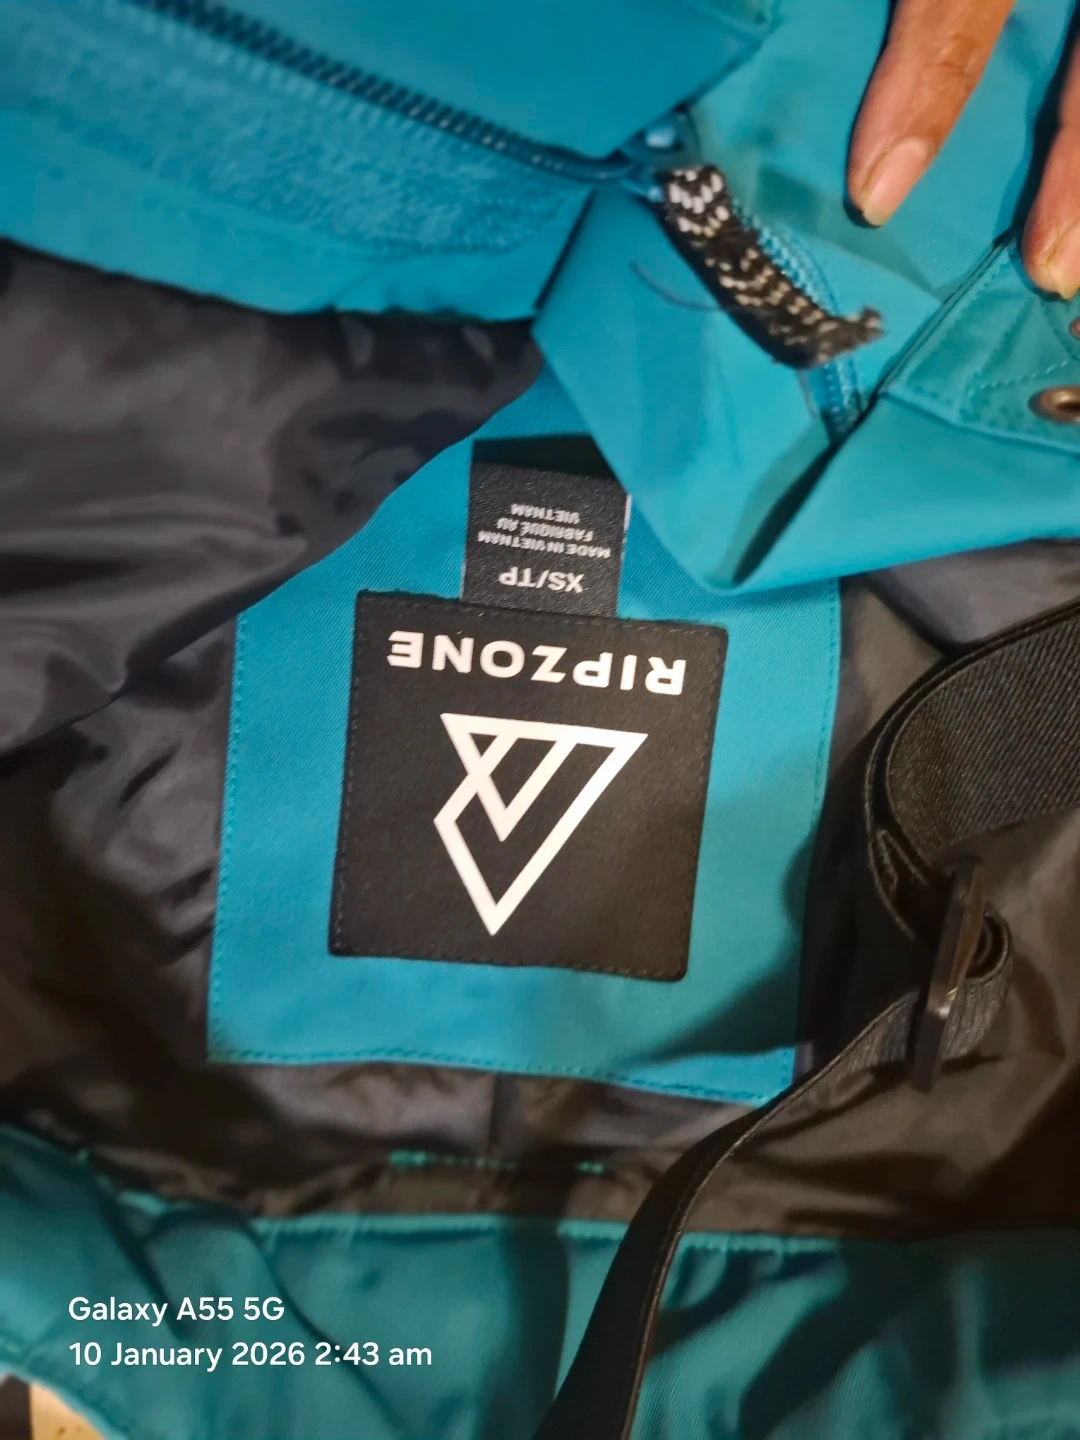 RIPZONE
XS/TP
MADE IN VIETNAM
FABRIQUÉ AU
VIETNAM
Galaxy A55 5G
10 January 2026 2:43 am